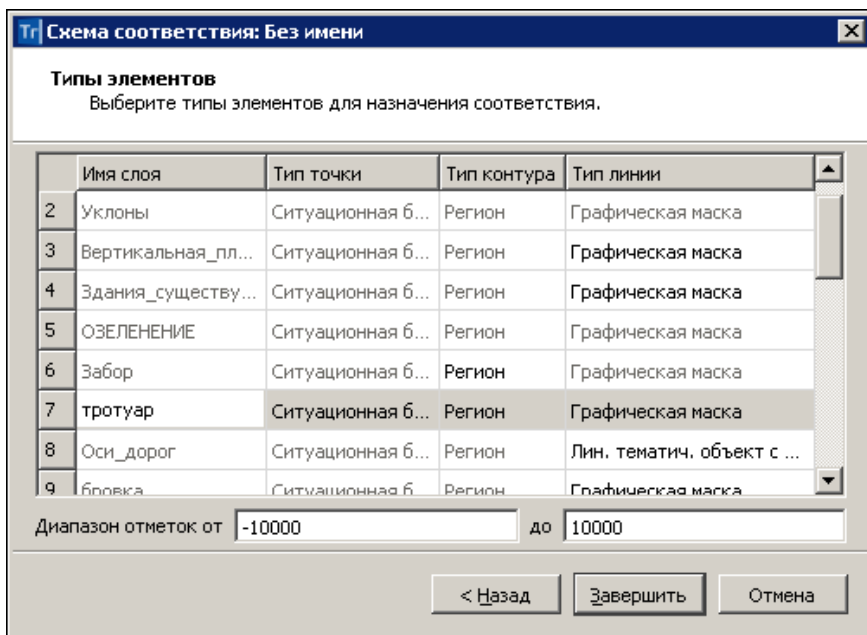 Tr Схема соответствия: Без имени
Типы элементов
Выберите типы элементов для назначения соответствия.
Имя слоя Тип точки Тип контура Тип линии
2 Уклоны Ситуационная б... Регион Графическая маска
3 Вертикальная_пл... Ситуационная б... Регион Графическая маска
4 Здания_существу... Ситуационная б... Регион Графическая маска
5 ОЗЕЛЕНЕНИЕ Ситуационная б... Регион Графическая маска
6 Забор Ситуационная б... Регион Графическая маска
7 тротуар Ситуационная б... Регион Графическая маска
8 Оси_дорог Ситуационная б... Регион Лин. тематич. объект с ...
9 бровка Ситуационная б... Регион Графическая маска
Диапазон отметок от -10000 до 10000
< Назад Завершить Отмена